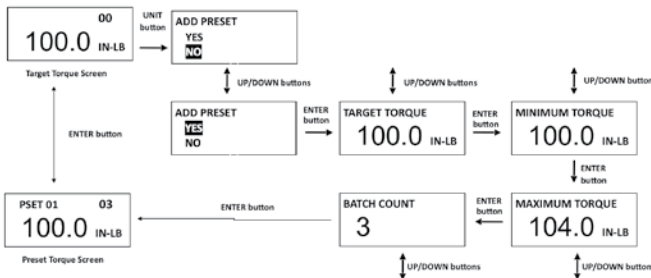 00
100.0 IN-LB
Target Torque Screen
UNIT
button
ADD PRESET
YES
NO
UP/DOWN buttons
UP/DOWN buttons
UP/DOWN button
ENTER button
ADD PRESET
YES
NO
ENTER
button
TARGET TORQUE
100.0 IN-LB
ENTER
button
MINIMUM TORQUE
100.0 IN-LB
ENTER
button
PSET 01 03
100.0 IN-LB
Preset Torque Screen
ENTER button
BATCH COUNT
3
ENTER
button
MAXIMUM TORQUE
104.0 IN-LB
UP/DOWN buttons
UP/DOWN buttons